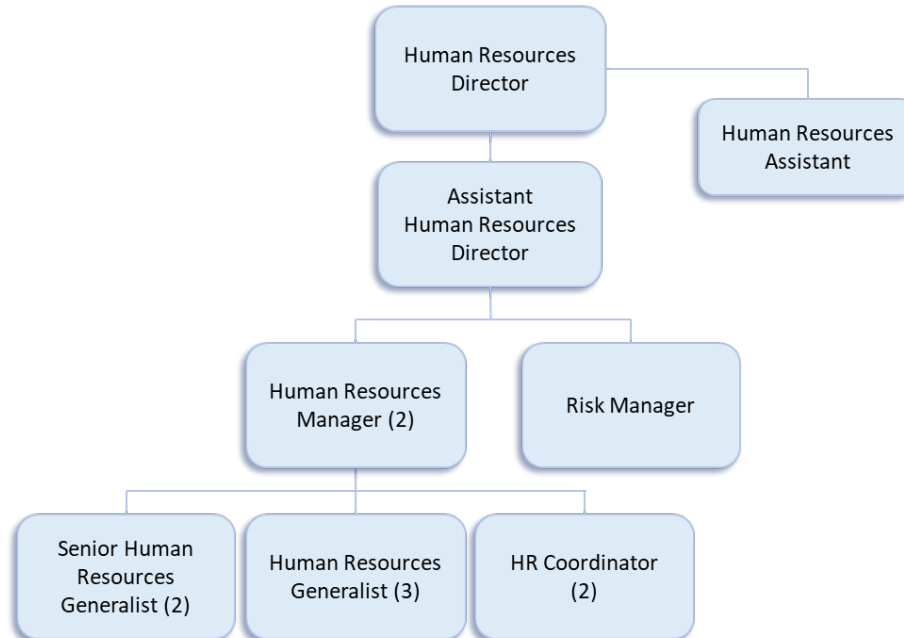 Human Resources
Director
Human Resources
Assistant
Assistant
Human Resources
Director
Human Resources
Manager (2)
Risk Manager
Senior Human
Resources
Generalist (2)
Human Resources
Generalist (3)
HR Coordinator
(2)